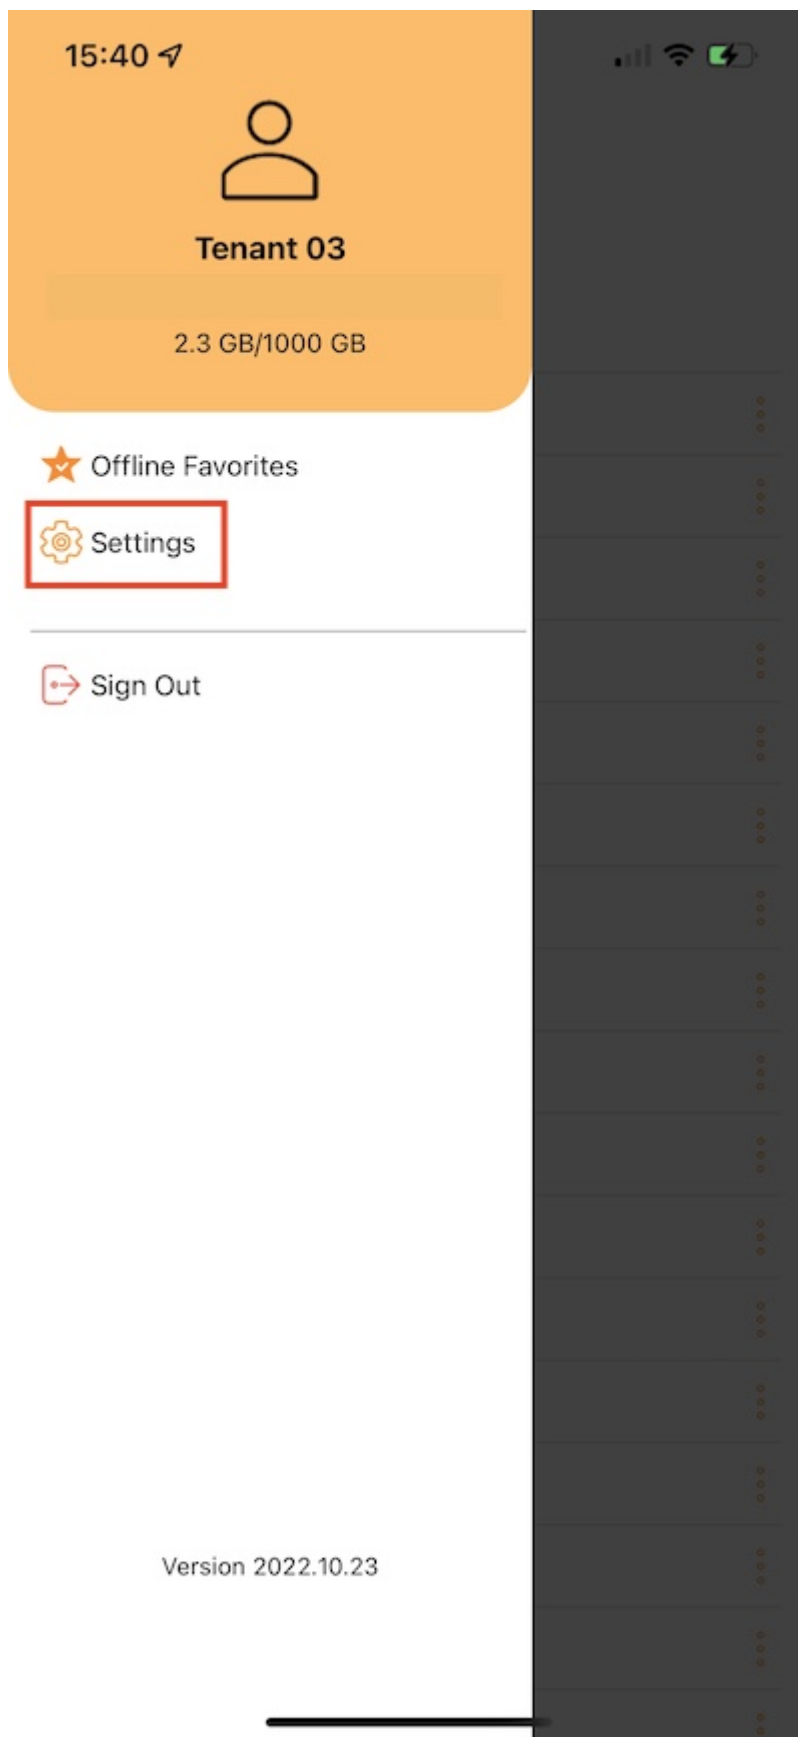 15:40
Tenant 03
2.3 GB/1000 GB
Offline Favorites
Settings
Sign Out
Version 2022.10.23